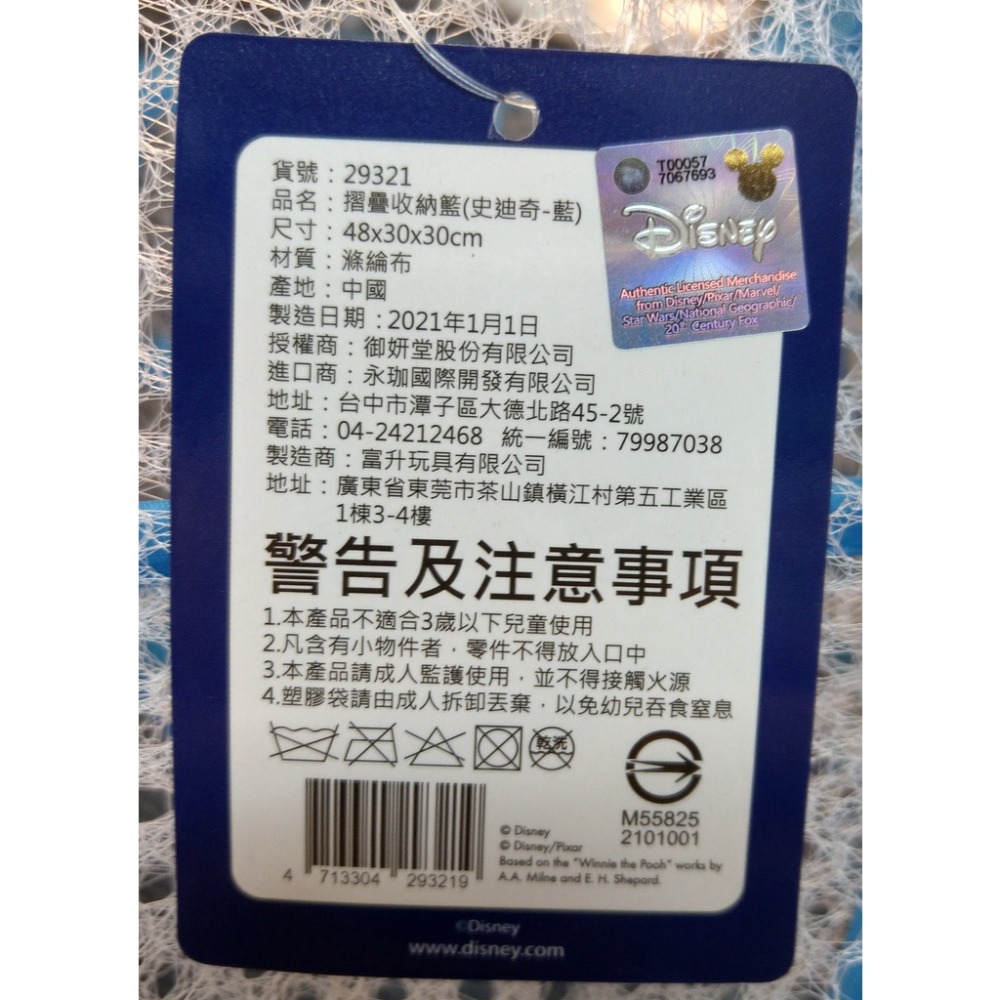 貨號：29321
品名：摺疊收納籃(史迪奇-藍)
尺寸：48x30x30cm
材質：滌綸布
產地：中國
製造日期：2021年1月1日
授權商：御妍堂股份有限公司
進口商：永珈國際開發有限公司
地址：台中市潭子區大德北路45-2號
電話：04-24212468 統一編號：79987038
製造商：富升玩具有限公司
地址：廣東省東莞市茶山鎮橫江村第五工業區
1棟3-4樓
T00057
7067693
Disney
Authentic Licensed Merchandise
from Disney/Pixar/Marvel/
Star Wars/National Geographic/
20th Century Fox
警告及注意事項
1.本產品不適合3歲以下兒童使用
2.凡含有小物件者，零件不得放入口中
3.本產品請成人監護使用，並不得接觸火源
4.塑膠袋請由成人拆卸丟棄，以免幼兒吞食窒息
乾洗
M55825
2101001
4 713304 293219
© Disney
© Disney/Pixar
Based on the "Winnie the Pooh" works by
A.A. Milne and E. H. Shepard.
©Disney
www.disney.com